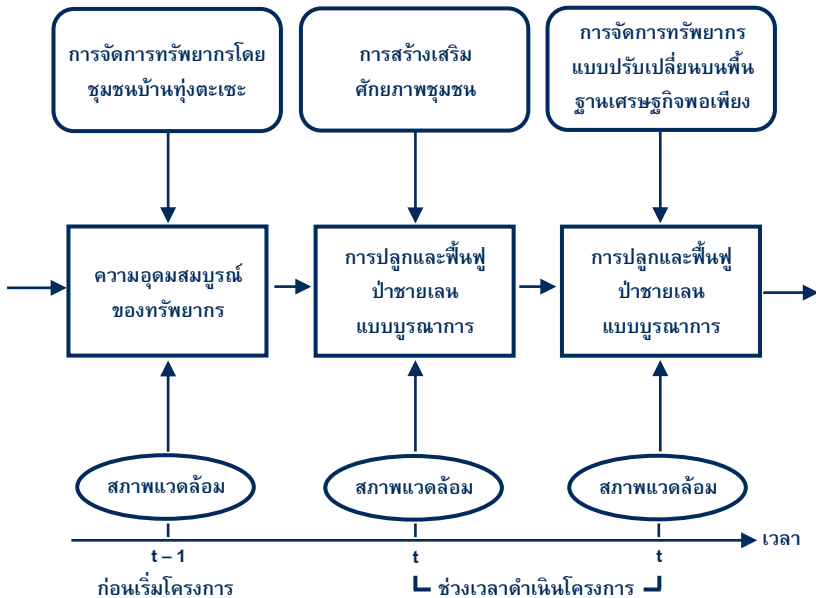 การจัดการทรัพยากรโดย
ชุมชนบ้านทุ่งตะเซะ
การสร้างเสริม
ศักยภาพชุมชน
การจัดการทรัพยากร
แบบปรับเปลี่ยนบนพื้น
ฐานเศรษฐกิจพอเพียง
ความอุดมสมบูรณ์
ของทรัพยากร
การปลูกและฟื้นฟู
ป่าชายเลน
แบบบูรณาการ
การปลูกและฟื้นฟู
ป่าชายเลน
แบบบูรณาการ
สภาพแวดล้อม
สภาพแวดล้อม
สภาพแวดล้อม
เวลา
t – 1
t
t
ก่อนเริ่มโครงการ
ช่วงเวลาดำเนินโครงการ